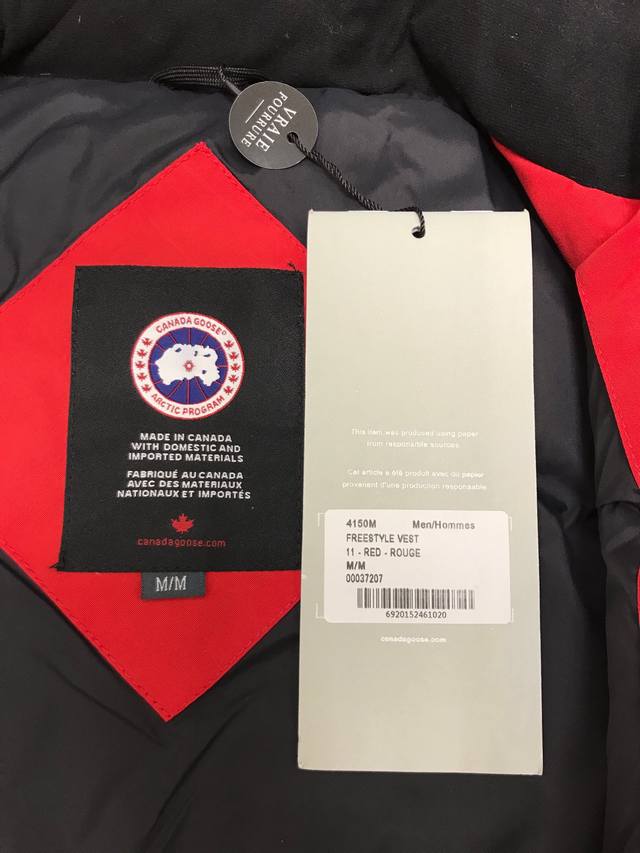 VRAIE
FOURRURE
CANADA GOOSE®
ARCTIC PROGRAM
MADE IN CANADA
WITH DOMESTIC AND
IMPORTED MATERIALS
FABRIQUÉ AU CANADA
AVEC DES MATERIAUX
NATIONAUX ET IMPORTÉS
canadagoose.com
M/M
This item was prodused using paper
from responsible sources.
Cet article a été produit avec du papier
provenant d'une production responsable
4150M Men/Hommes
FREESTYLE VEST
11 - RED - ROUGE
M/M
00037207
6920152461020
canadagoose.com